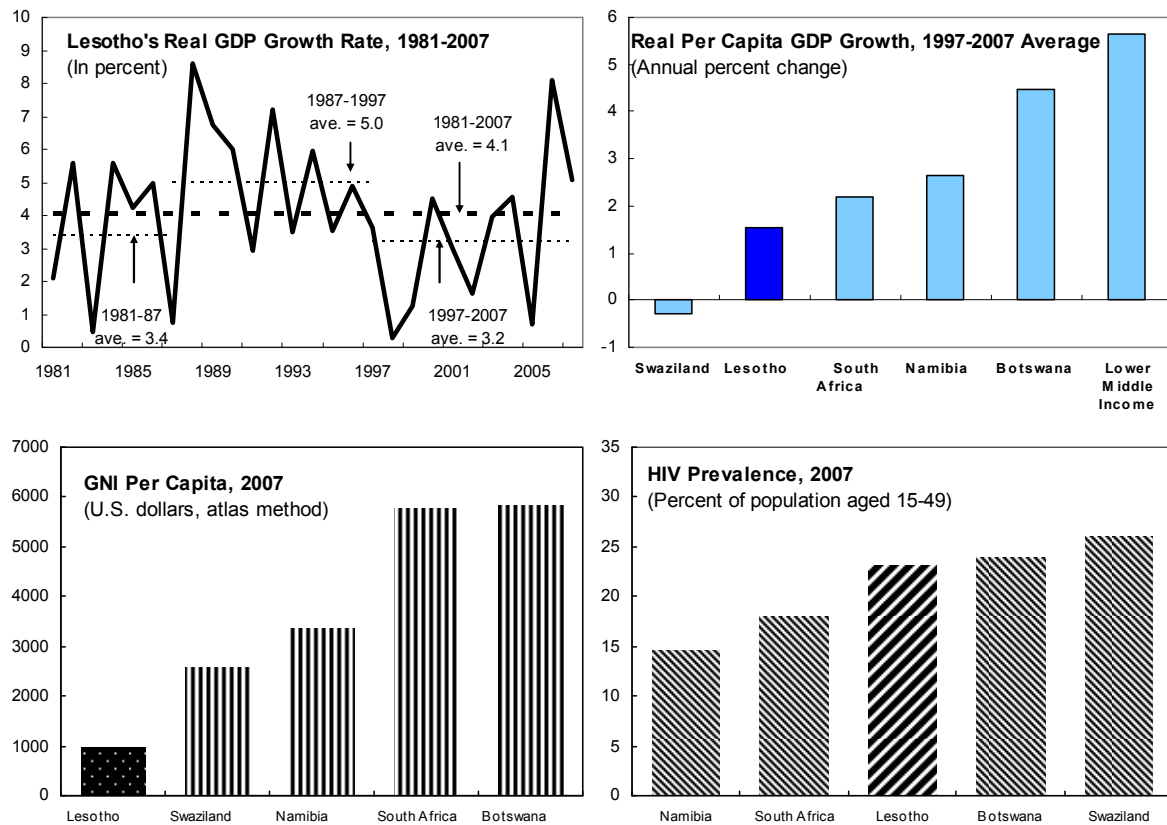 Lesotho's Real GDP Growth Rate, 1981-2007
(In percent)
10
9
8
7
6
5
4
3
2
1
0
1987-1997
ave. = 5.0
1981-2007
ave. = 4.1
1981-87
ave. = 3.4
1997-2007
ave. = 3.2
1981 1985 1989 1993 1997 2001 2005
Real Per Capita GDP Growth, 1997-2007 Average
(Annual percent change)
6
5
4
3
2
1
0
-1
Swaziland Lesotho South Namibia Botswana Lower
Africa Middle
Income
GNI Per Capita, 2007
(U.S. dollars, atlas method)
7000
6000
5000
4000
3000
2000
1000
0
Lesotho Swaziland Namibia South Africa Botswana
HIV Prevalence, 2007
(Percent of population aged 15-49)
35
30
25
20
15
10
5
0
Namibia South Africa Lesotho Botswana Swaziland